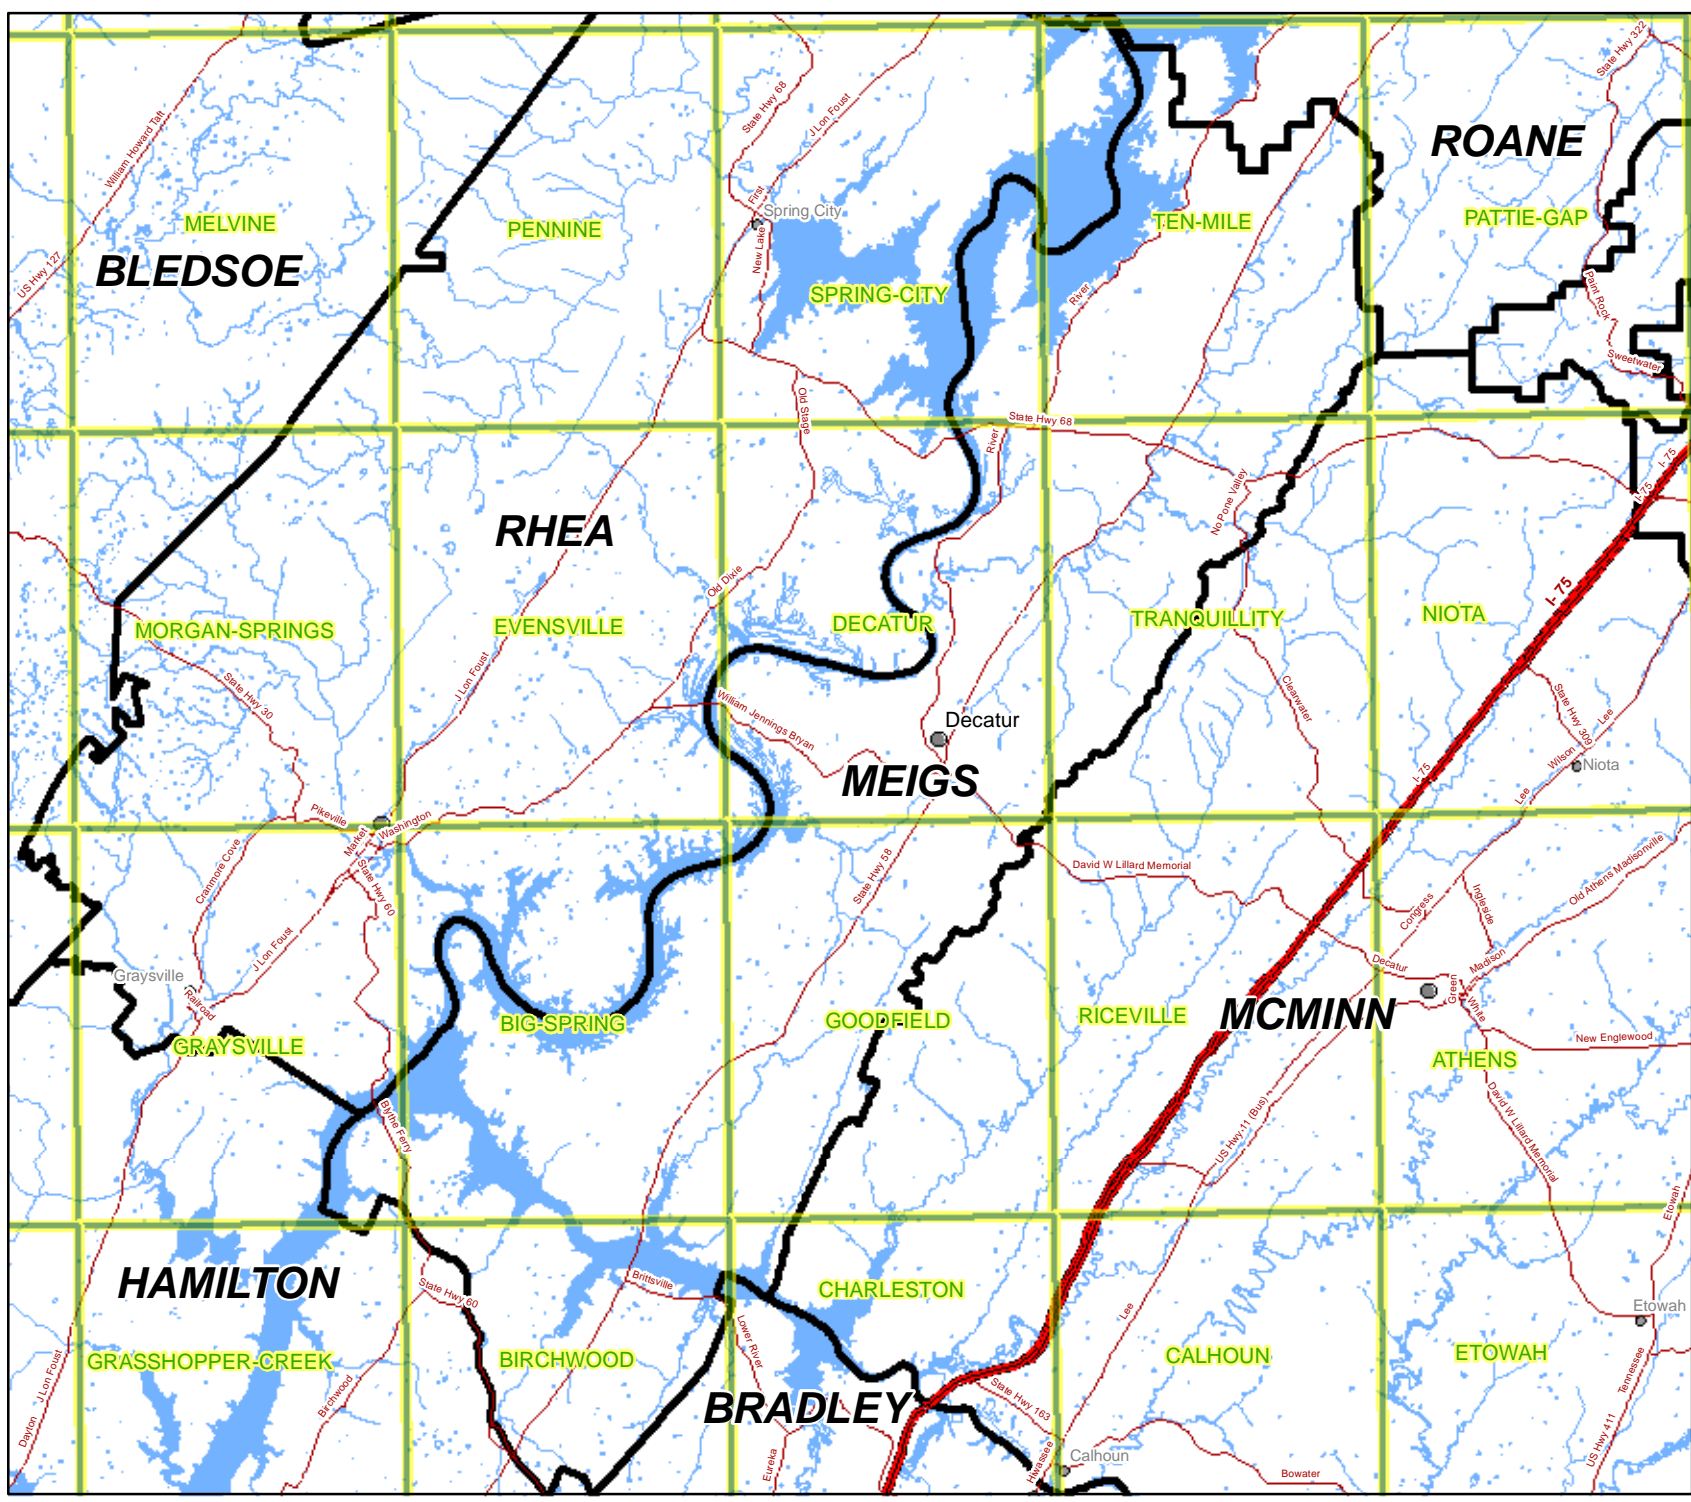 State Hwy 322
William Howard Taft
State Hwy 68
J Lon Foust
ROANE
MELVINE
PENNINE
First
Spring City
TEN-MILE
PATTIE-GAP
US Hwy 127
BLEDSOE
New Lake
SPRING-CITY
River
Paint Rock
Sweetwater
Old Stage
State Hwy 68
River
I- 75
I- 75
No Pone Valley
RHEA
Old Dixie
I- 75
MORGAN-SPRINGS
EVENSVILLE
DECATUR
TRANQUILLITY
NIOTA
J Lon Foust
State Hwy 30
William Jennings Bryan
Decatur
Clearwater
State Hwy 309
Lee
Wilson
Niota
MEIGS
I- 75
Lee
Pikeville
Market
Washington
Cranmore Cove
State Hwy 60
State Hwy 58
David W Lillard Memorial
Congress
Ingleside
Old Athens Madisonville
J Lon Foust
Graysville
Railroad
Decatur
Madison
Green
White
GRAYSVILLE
BIG-SPRING
GOODFIELD
RICEVILLE
MCMINN
ATHENS
New Englewood
Blythe Ferry
US Hwy 11 (Bus)
David W Lillard Memorial
Etowah
HAMILTON
State Hwy 60
Brittsville
CHARLESTON
Lee
Etowah
Lower River
GRASSHOPPER-CREEK
BIRCHWOOD
CALHOUN
ETOWAH
J Lon Foust
Dayton
Birchwood
BRADLEY
State Hwy 163
Tennessee
US Hwy 411
Eureka
Hiwassee
Calhoun
Bowater